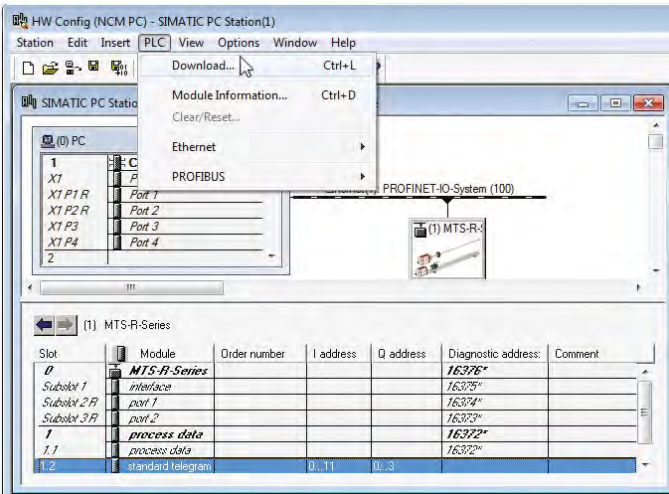 HW Config (NCM PC) - SIMATIC PC Station(1)
Station Edit Insert PLC View Options Window Help
Download... Ctrl+L
Module Information... Ctrl+D
Clear/Reset...
Ethernet
PROFIBUS
SIMATIC PC Statio
(0) PC
1 C
X1 P
X1 P1 R Port 1
X1 P2 R Port 2
X1 P3 Port 3
X1 P4 Port 4
2
PROFINET-IO-System (100)
(1) MTS-R-
(1) MTS-R-Series
Slot Module Order number I address Q address Diagnostic address: Comment
0 MTS-R-Series 16376*
Subslot 1 interface 16375*
Subslot 2 R port 1 16374*
Subslot 3 R port 2 16373*
1 process data 16372*
1.1 process data 16372*
1.2 standard telegram 0...11 0...3